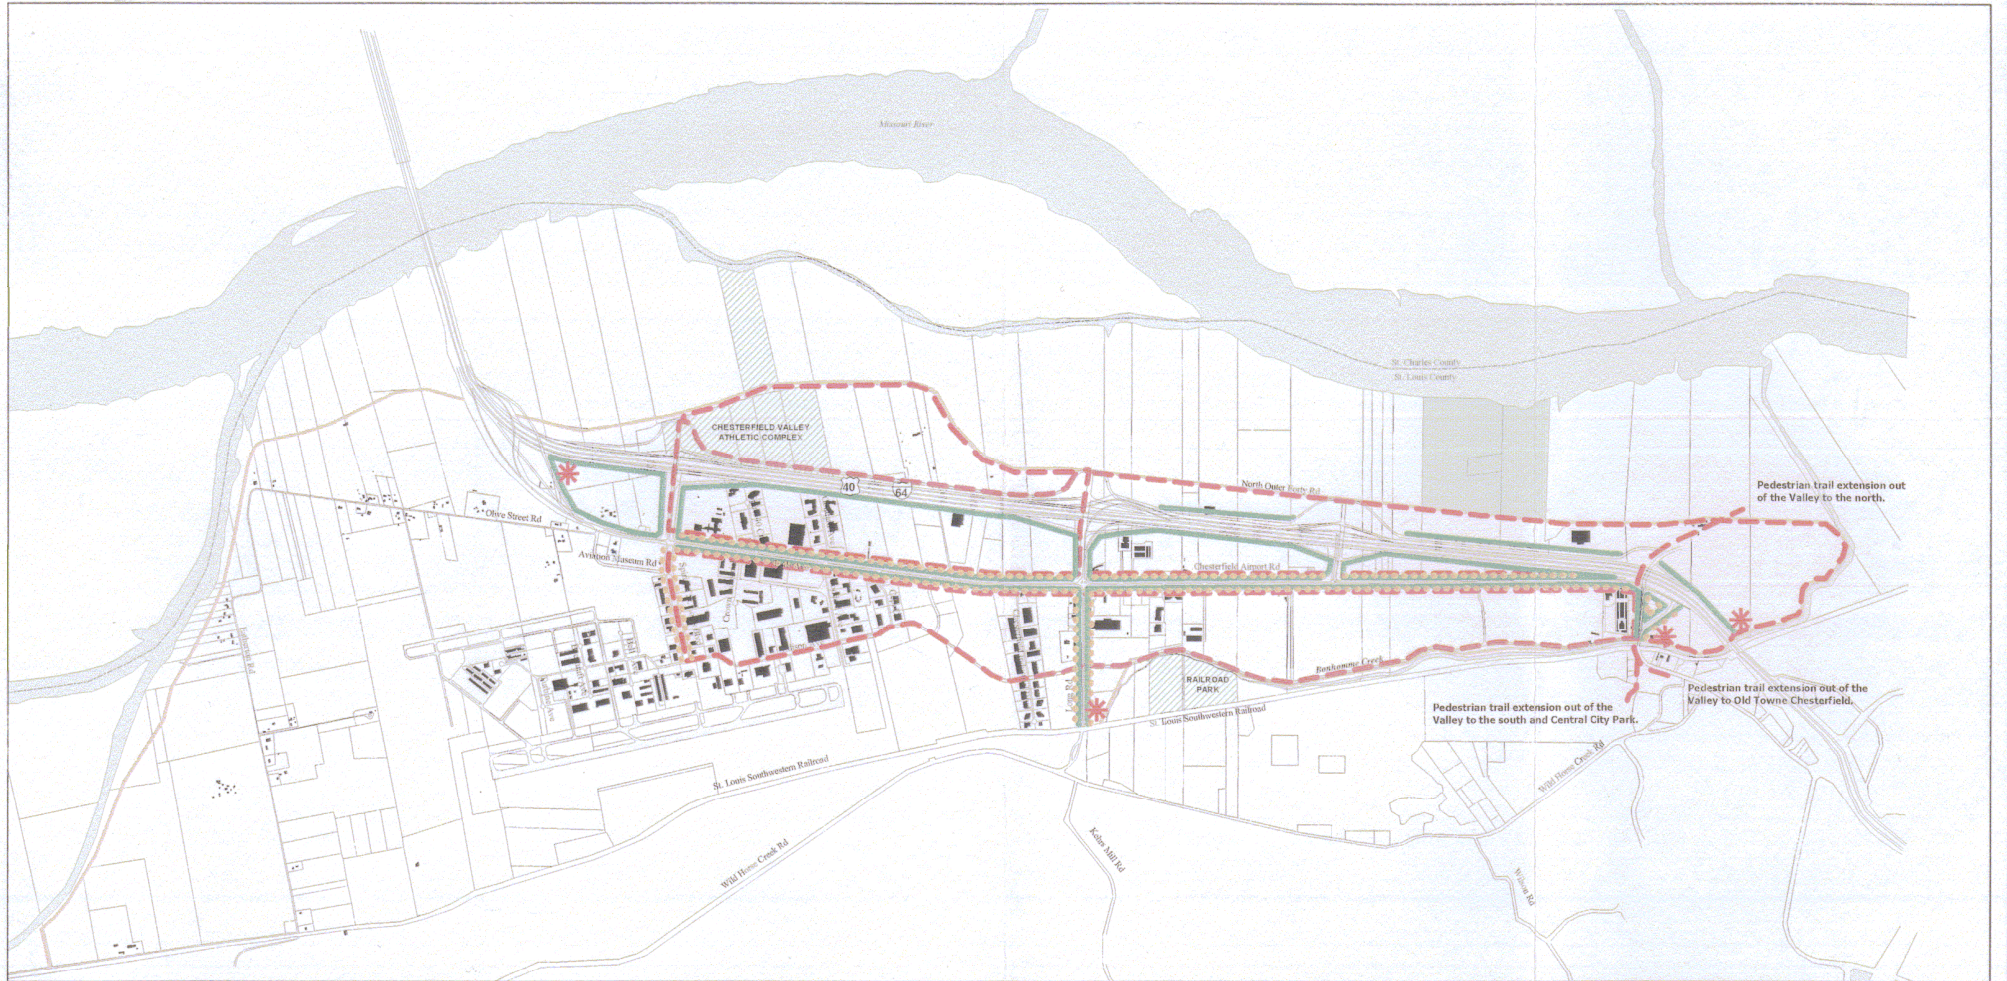 Missouri River
St. Charles County
St. Louis County
CHESTERFIELD VALLEY
ATHLETIC COMPLEX
40
64
North Outer Forty Rd
Pedestrian trail extension out
of the Valley to the north.
Olive Street Rd
Aviation Museum Rd
Chesterfield Airport Rd
Bonhomme Creek
RAILROAD
PARK
Pedestrian trail extension out of the
Valley to Old Towne Chesterfield.
Pedestrian trail extension out of the
Valley to the south and Central City Park.
St. Louis Southwestern Railroad
St. Louis Southwestern Railroad
Wild Horse Creek Rd
Wild Horse Creek Rd
Kehrs Mill Rd
Wilson Rd